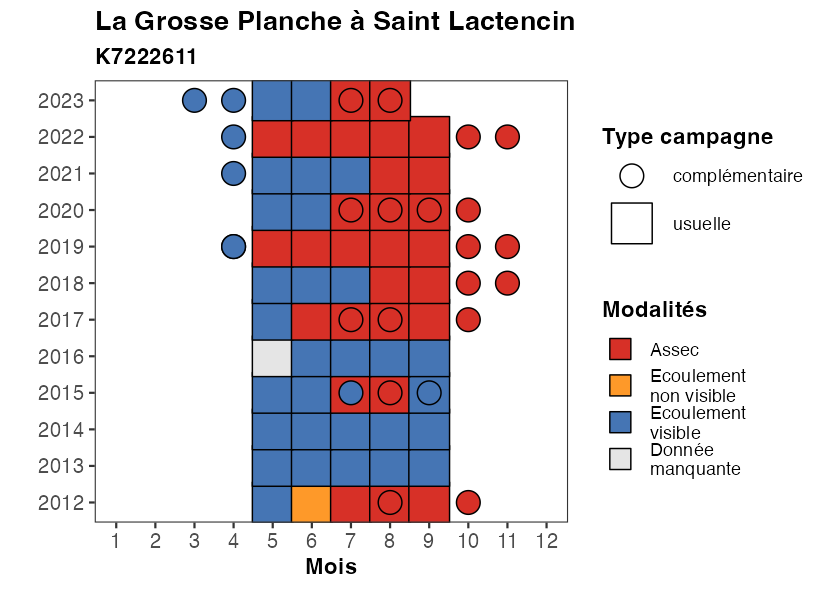 La Grosse Planche à Saint Lactencin
K7222611
2023
2022
2021
2020
2019
2018
2017
2016
2015
2014
2013
2012
1 2 3 4 5 6 7 8 9 10 11 12
Mois
Type campagne
complémentaire
usuelle
Modalités
Assec
Ecoulement
non visible
Ecoulement
visible
Donnée
manquante